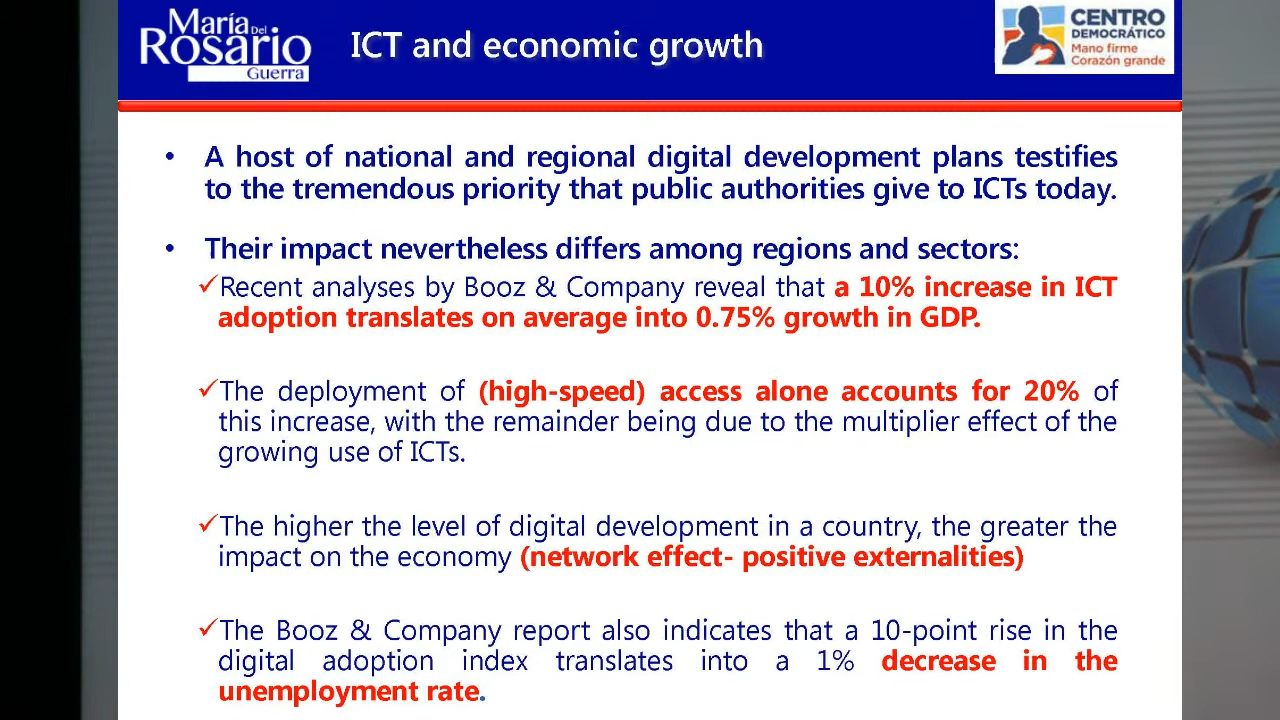 María Del
Rosario
Guerra
ICT and economic growth
CENTRO
DEMOCRÁTICO
Mano firme
Corazón grande
• A host of national and regional digital development plans testifies
to the tremendous priority that public authorities give to ICTs today.
• Their impact nevertheless differs among regions and sectors:
✓Recent analyses by Booz & Company reveal that a 10% increase in ICT
adoption translates on average into 0.75% growth in GDP.
✓The deployment of (high-speed) access alone accounts for 20% of
this increase, with the remainder being due to the multiplier effect of the
growing use of ICTs.
✓The higher the level of digital development in a country, the greater the
impact on the economy (network effect- positive externalities)
✓The Booz & Company report also indicates that a 10-point rise in the
digital adoption index translates into a 1% decrease in the
unemployment rate.